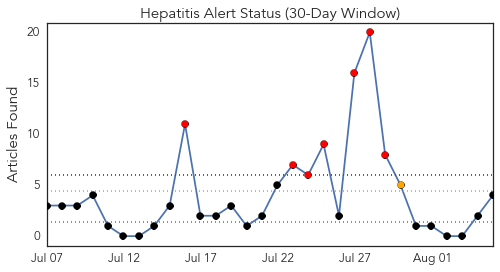 Hepatitis Alert Status (30-Day Window)
20
15
10
5
0
Articles Found
Jul 07 Jul 12 Jul 17 Jul 22 Jul 27 Aug 01